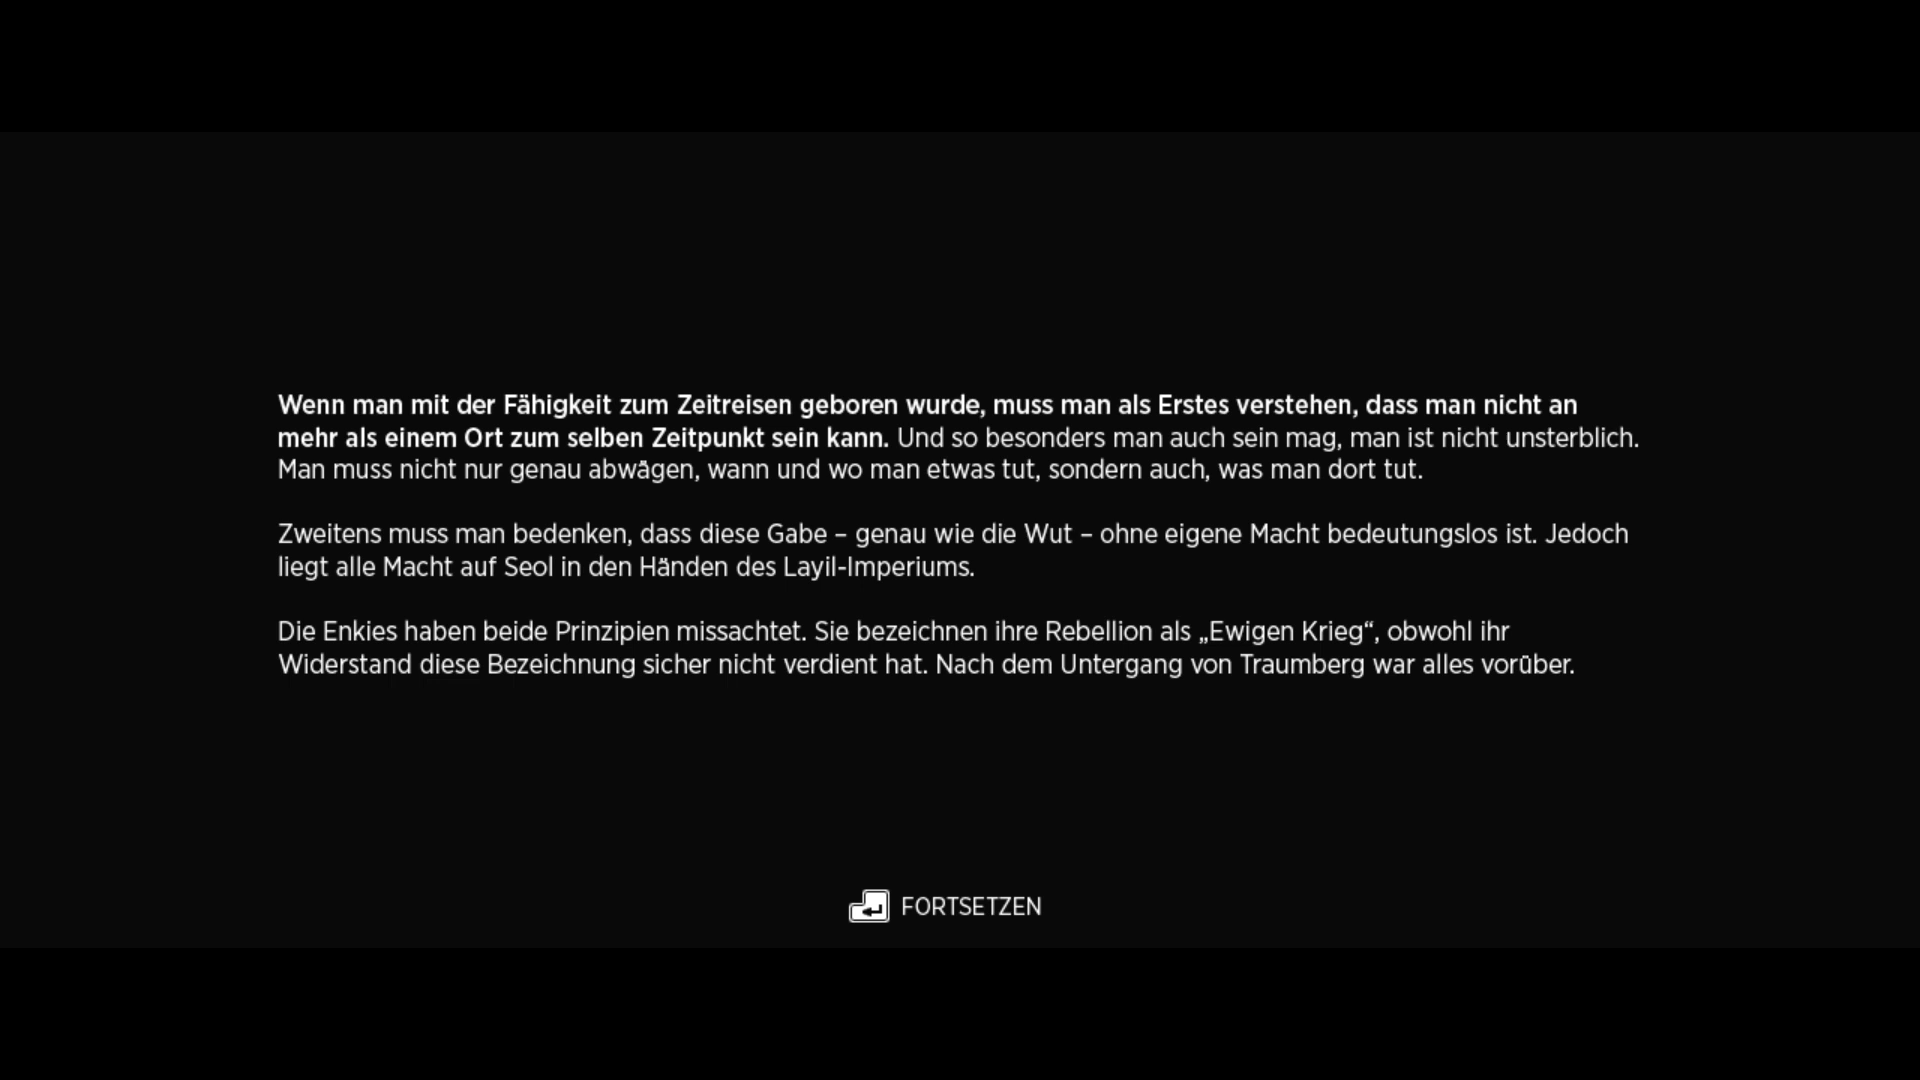 Wenn man mit der Fähigkeit zum Zeitreisen geboren wurde, muss man als Erstes verstehen, dass man nicht an
mehr als einem Ort zum selben Zeitpunkt sein kann. Und so besonders man auch sein mag, man ist nicht unsterblich.
Man muss nicht nur genau abwägen, wann und wo man etwas tut, sondern auch, was man dort tut.
Zweitens muss man bedenken, dass diese Gabe – genau wie die Wut – ohne eigene Macht bedeutungslos ist. Jedoch
liegt alle Macht auf Seol in den Händen des Layil-Imperiums.
Die Enkies haben beide Prinzipien missachtet. Sie bezeichnen ihre Rebellion als „Ewigen Krieg“, obwohl ihr
Widerstand diese Bezeichnung sicher nicht verdient hat. Nach dem Untergang von Traumberg war alles vorüber.
FORTSETZEN